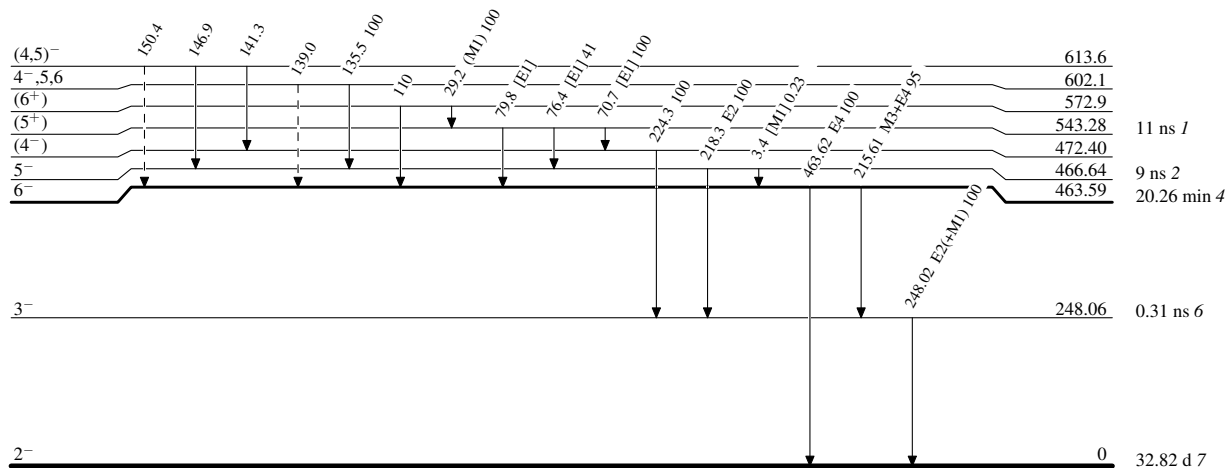 150.4
146.9
141.3
139.0
135.5 100
110
29.2 (M1) 100
79.8 [E1]
76.4 [E1] 41
70.7 [E1] 100
224.3 100
218.3 E2 100
3.4 [M1] 0.23
463.62 E4 100
215.61 M3+E4 95
248.02 E2(+M1) 100
(4,5)⁻ 613.6
4⁻,5,6 602.1
(6⁺) 572.9
(5⁺) 543.28 11 ns 1
(4⁻) 472.40
5⁻ 466.64 9 ns 2
6⁻ 463.59 20.26 min 4
3⁻ 248.06 0.31 ns 6
2⁻ 0 32.82 d 7